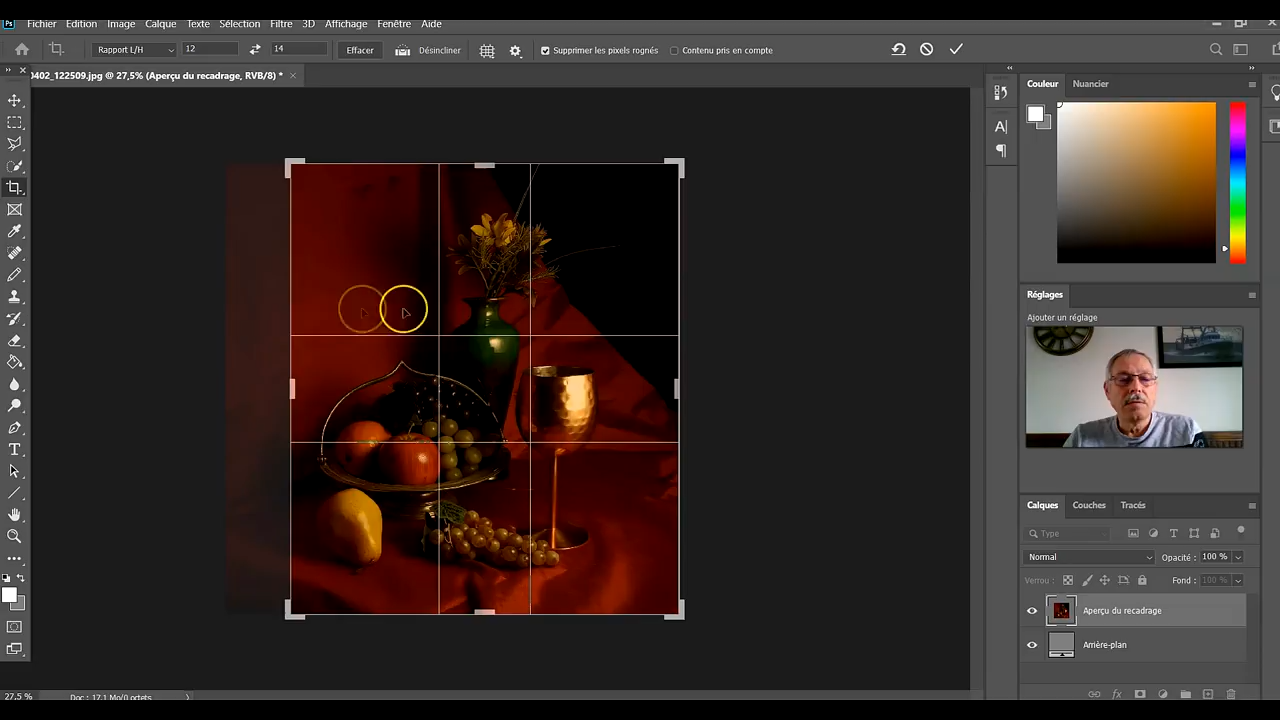 Ps Fichier Edition Image Calque Texte Sélection Filtre 3D Affichage Fenêtre Aide
Rapport L/H 12 14 Effacer Désincliner Supprimer les pixels rognés Contenu pris en compte
0402_122509.jpg @ 27,5% (Aperçu du recadrage, RVB/8) *
Couleur Nuancier
Réglages
Ajouter un réglage
Calques Couches Tracés
Type
Normal Opacité : 100 %
Verrou : Fond : 100 %
Aperçu du recadrage
Arrière-plan
27,5 % Doc : 17,1 Mo/0 octets